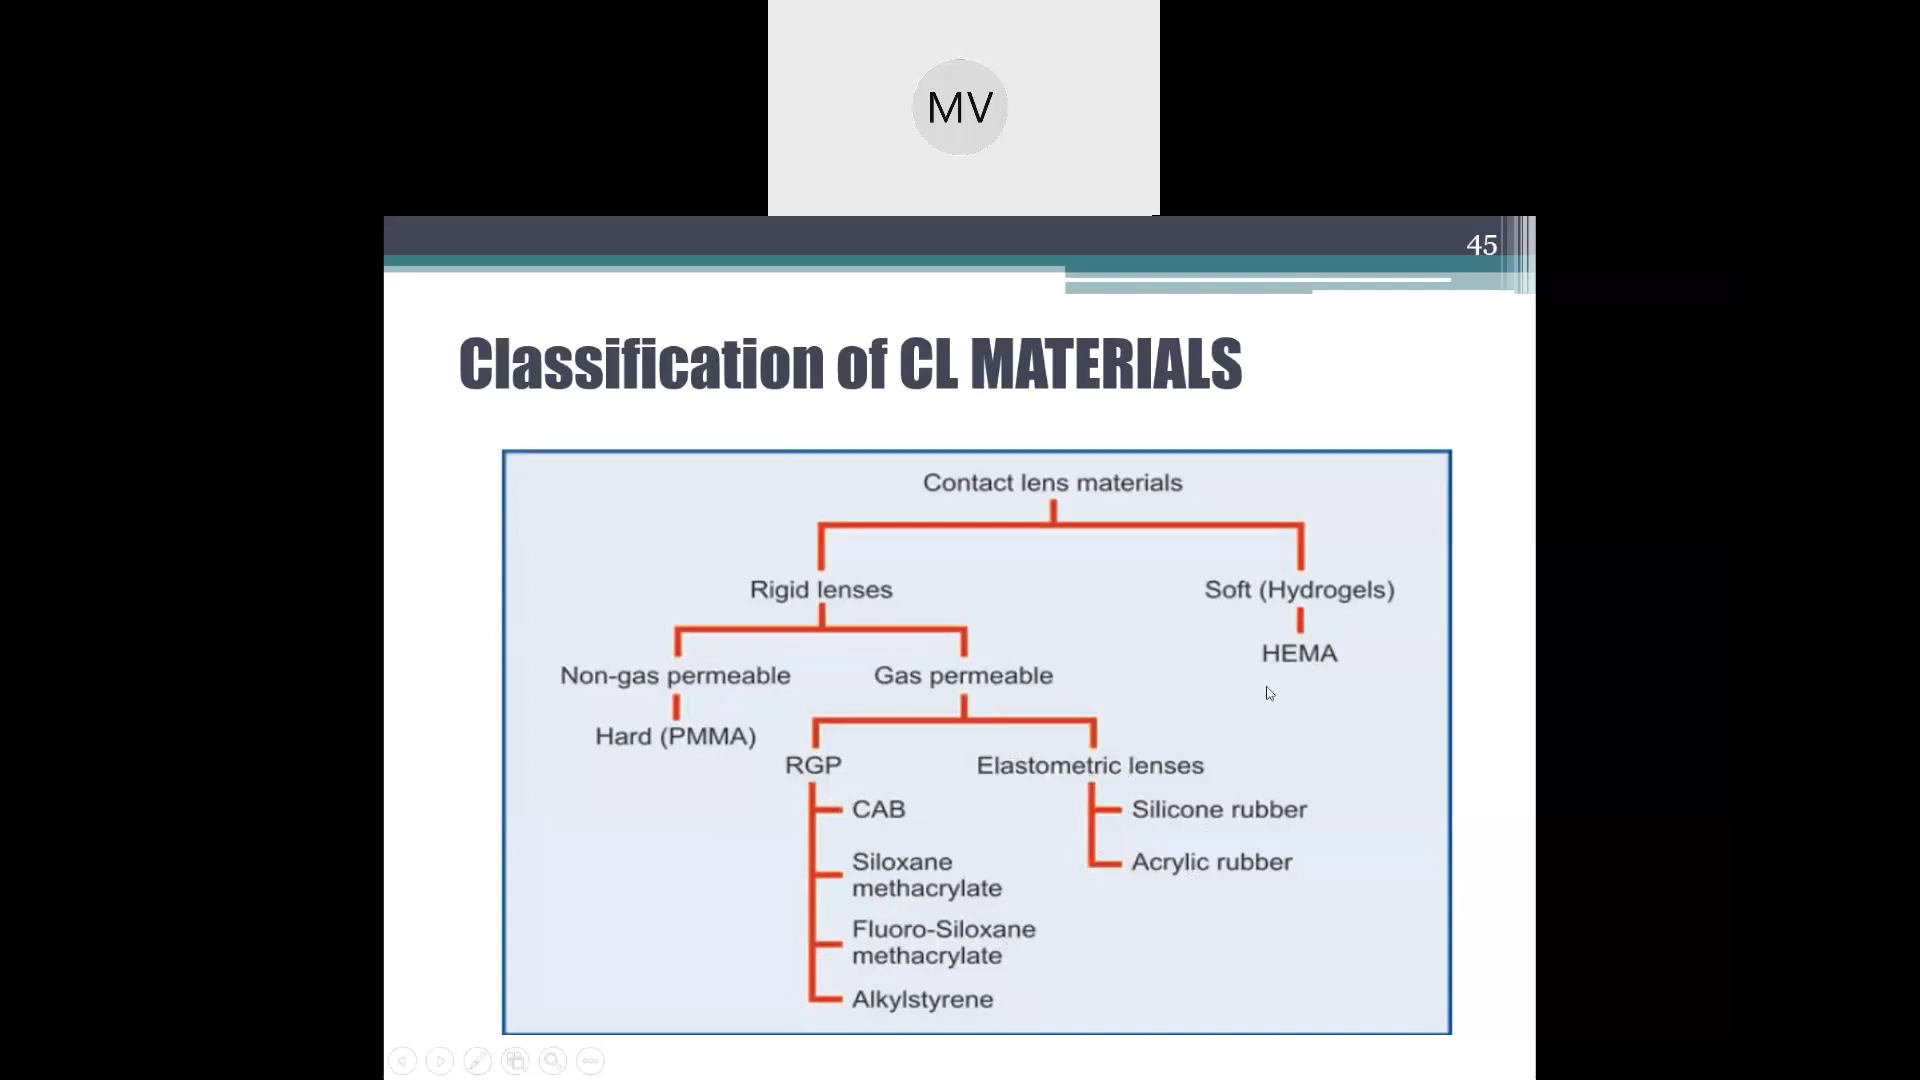 MV
45
Classification of CL MATERIALS
Contact lens materials
Rigid lenses
Soft (Hydrogels)
HEMA
Non-gas permeable
Gas permeable
Hard (PMMA)
RGP
Elastometric lenses
CAB
Silicone rubber
Siloxane
methacrylate
Acrylic rubber
Fluoro-Siloxane
methacrylate
Alkylstyrene